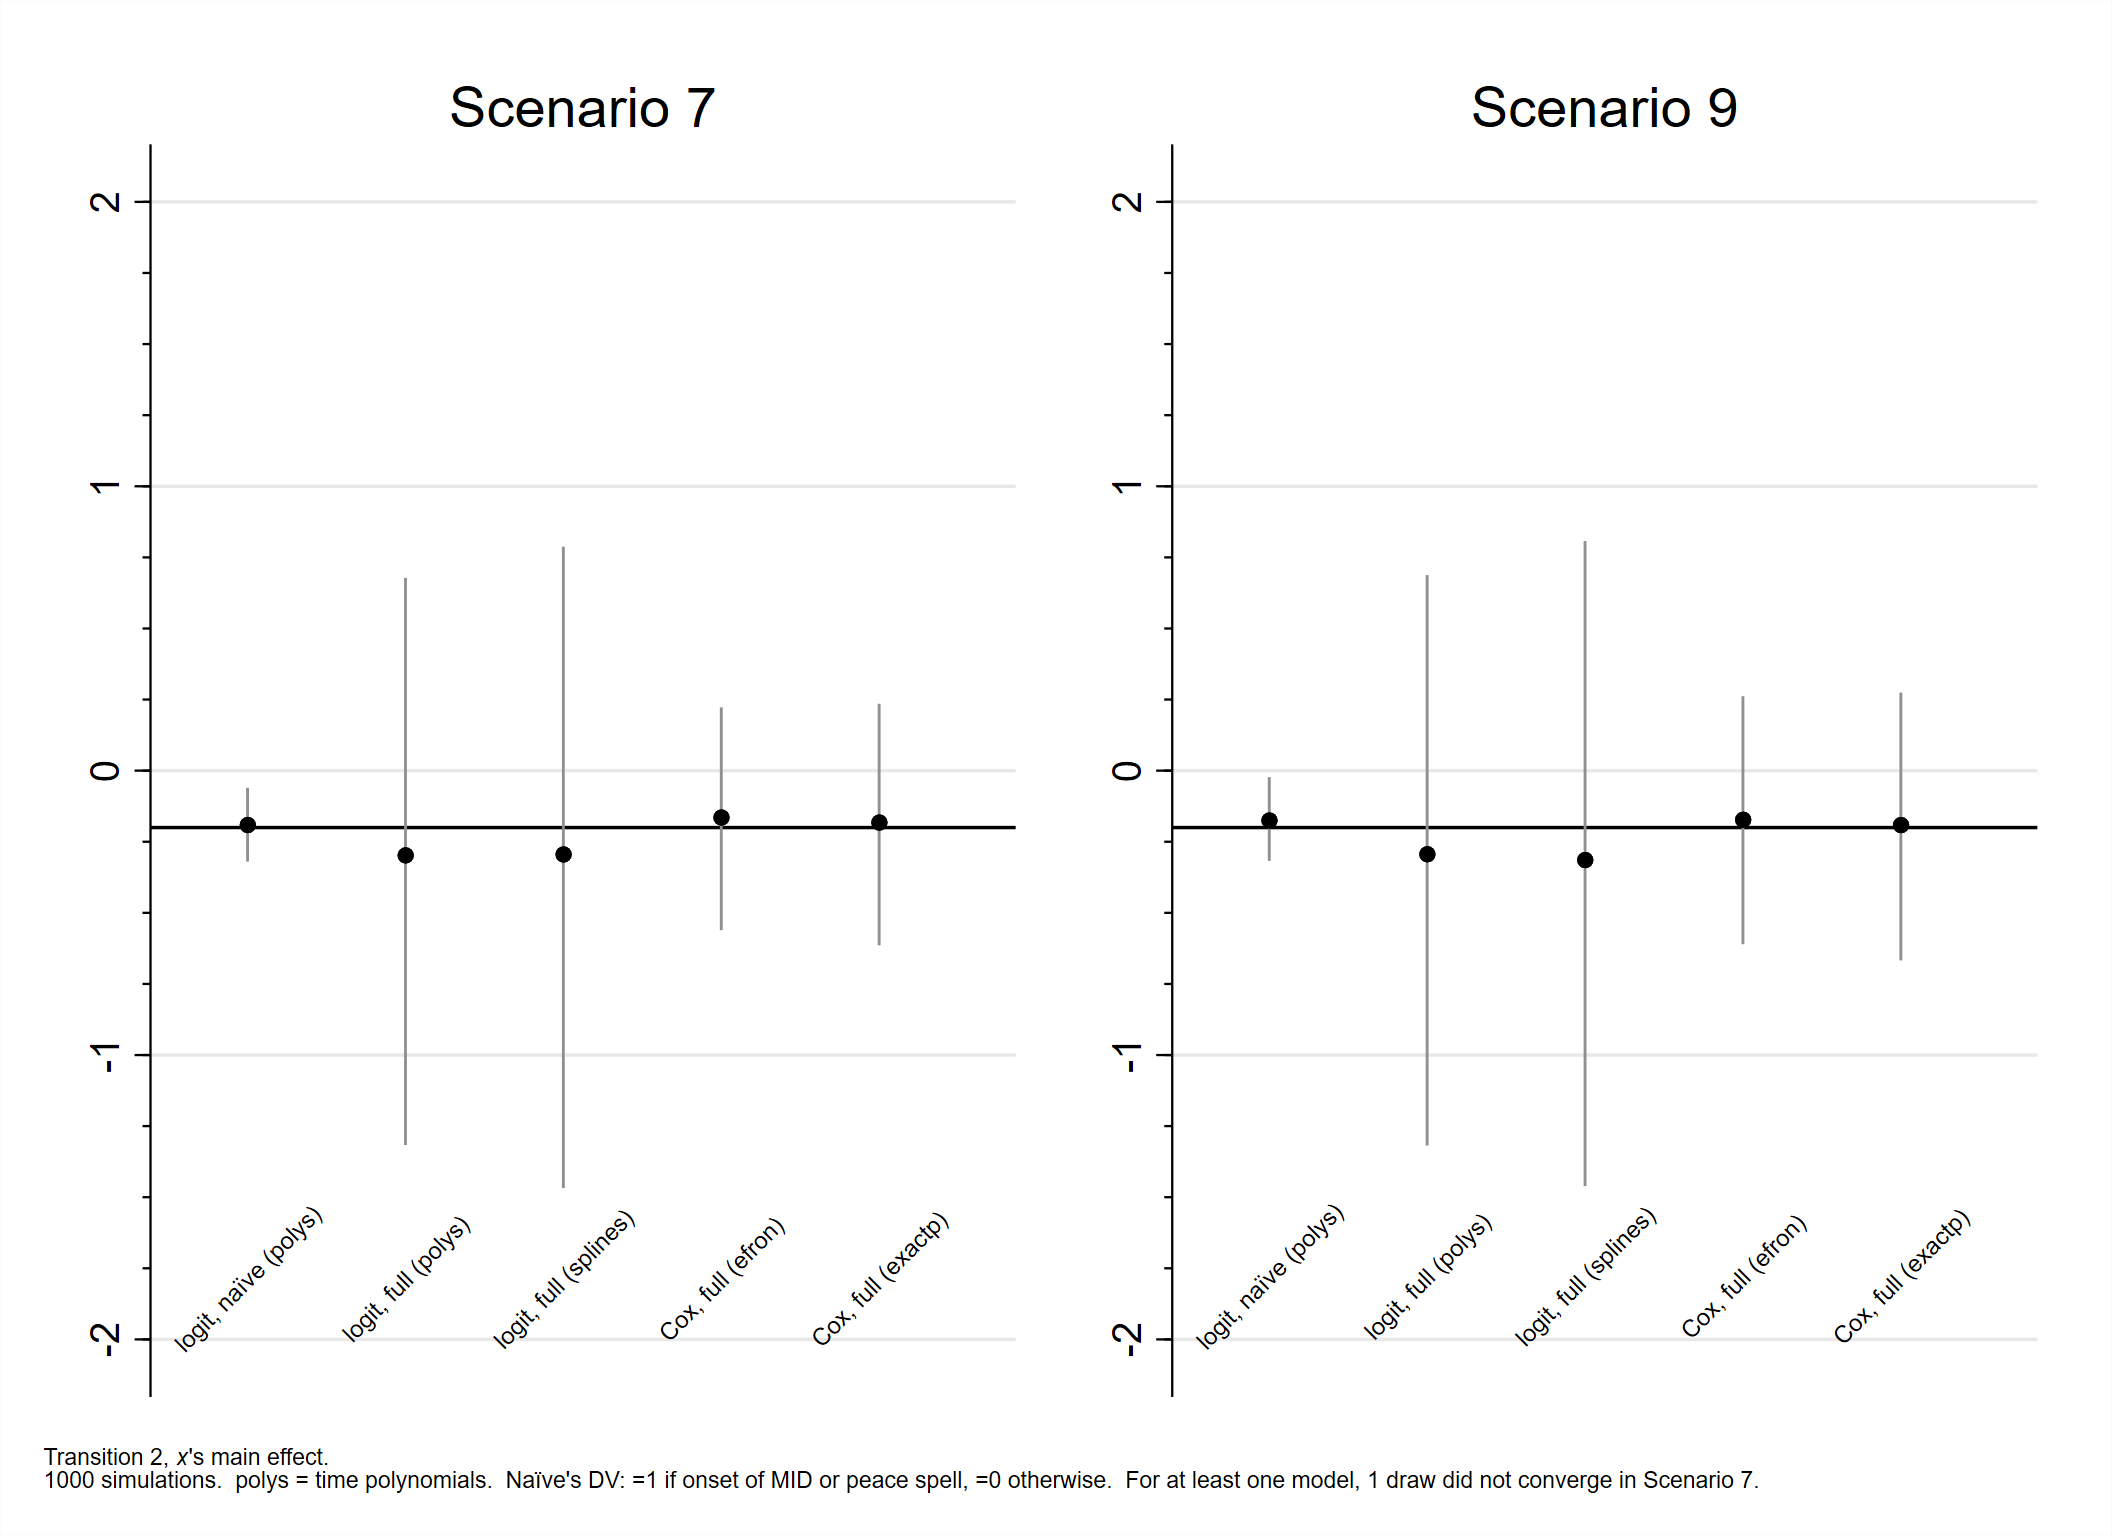 Scenario 7
2
1
0
-1
-2
logit, naïve (polys)
logit, full (polys)
logit, full (splines)
Cox, full (efron)
Cox, full (exactp)
Scenario 9
2
1
0
-1
-2
logit, naïve (polys)
logit, full (polys)
logit, full (splines)
Cox, full (efron)
Cox, full (exactp)
Transition 2, x's main effect.
1000 simulations.  polys = time polynomials.  Naïve's DV: =1 if onset of MID or peace spell, =0 otherwise.  For at least one model, 1 draw did not converge in Scenario 7.